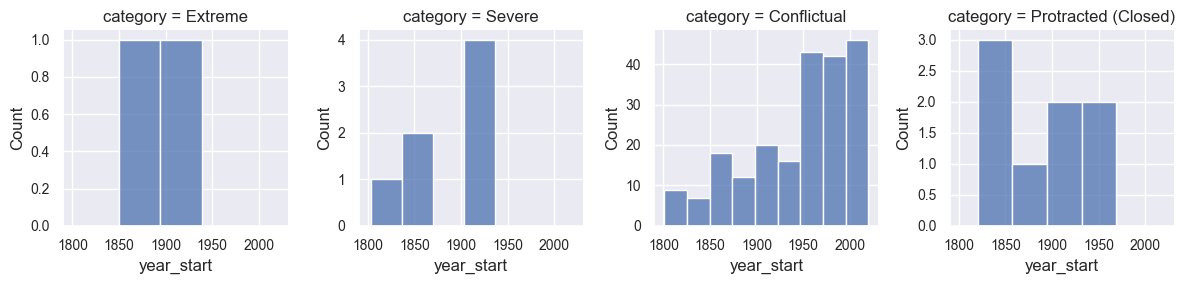 category = Extreme
1.0
0.8
0.6
0.4
0.2
0.0
Count
1800 1850 1900 1950 2000
year_start
category = Severe
4
3
2
1
0
Count
1800 1850 1900 1950 2000
year_start
category = Conflictual
40
30
20
10
0
Count
1800 1850 1900 1950 2000
year_start
category = Protracted (Closed)
3.0
2.5
2.0
1.5
1.0
0.5
0.0
Count
1800 1850 1900 1950 2000
year_start